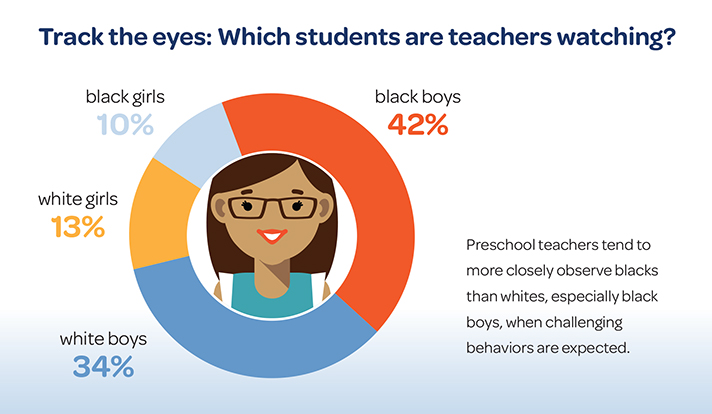 Track the eyes: Which students are teachers watching?
black girls
10%
black boys
42%
white girls
13%
white boys
34%
Preschool teachers tend to
more closely observe blacks
than whites, especially black
boys, when challenging
behaviors are expected.